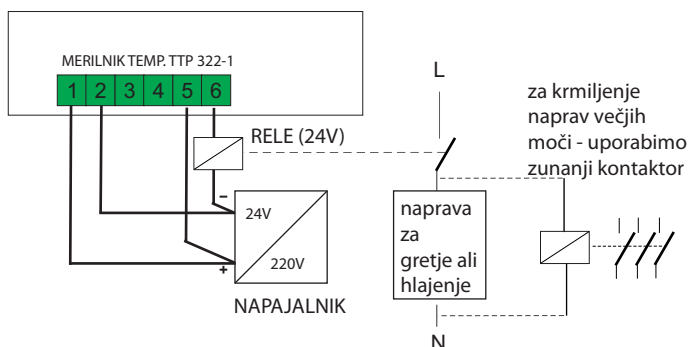 MERILNIK TEMP. TTP 322-1
1 2 3 4 5 6
RELE (24V)
–
24V
220V
+
NAPAJALNIK
L
naprava
za
gretje ali
hlajenje
N
za krmiljenje
naprav večjih
moči - uporabimo
zunanji kontaktor